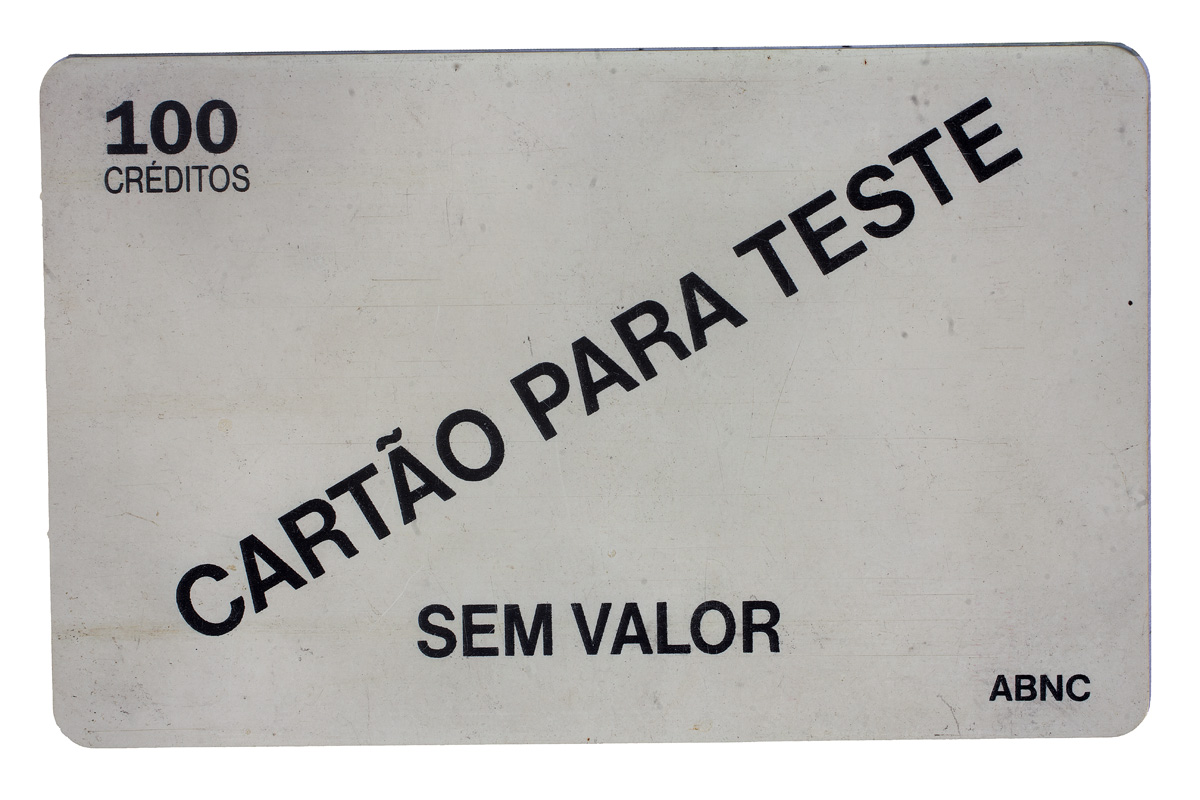 100
CRÉDITOS
CARTÃO PARA TESTE
SEM VALOR
ABNC